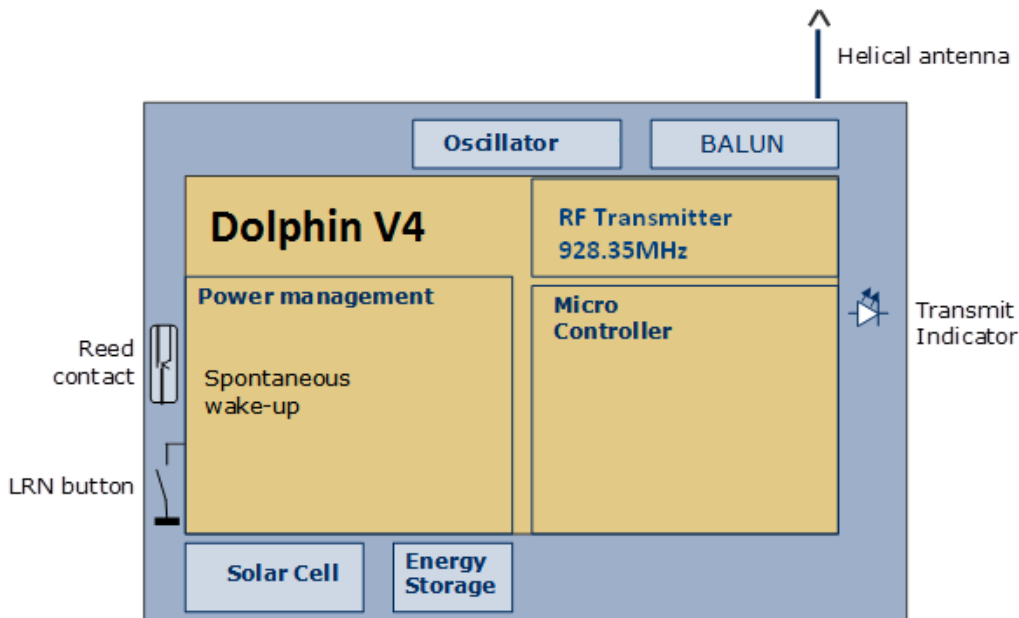 Helical antenna
Oscillator
BALUN
Dolphin V4
RF Transmitter
928.35MHz
Power management
Micro
Controller
Transmit
Indicator
Reed
contact
Spontaneous
wake-up
LRN button
Solar Cell
Energy
Storage